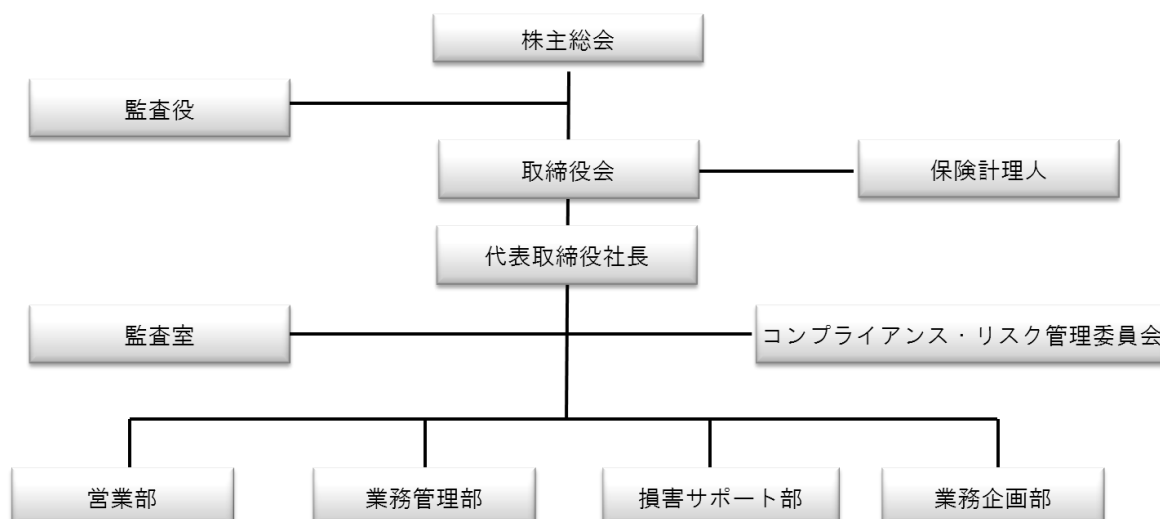 株主総会
監査役
取締役会
保険計理人
代表取締役社長
監査室
コンプライアンス・リスク管理委員会
営業部
業務管理部
損害サポート部
業務企画部